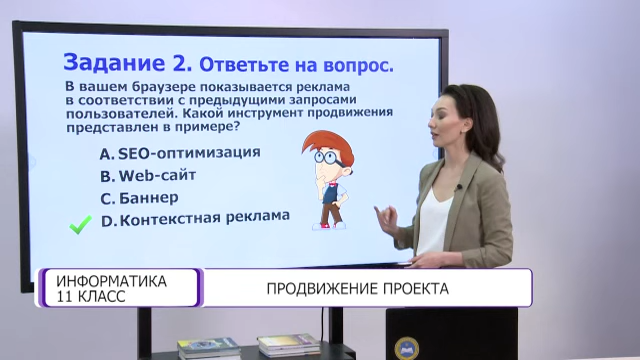 Задание 2. Ответьте на вопрос.
В вашем браузере показывается реклама
в соответствии с предыдущими запросами
пользователей. Какой инструмент продвижения
представлен в примере?
A. SEO-оптимизация
B. Web-сайт
C. Баннер
D. Контекстная реклама
ИНФОРМАТИКА
11 КЛАСС
ПРОДВИЖЕНИЕ ПРОЕКТА